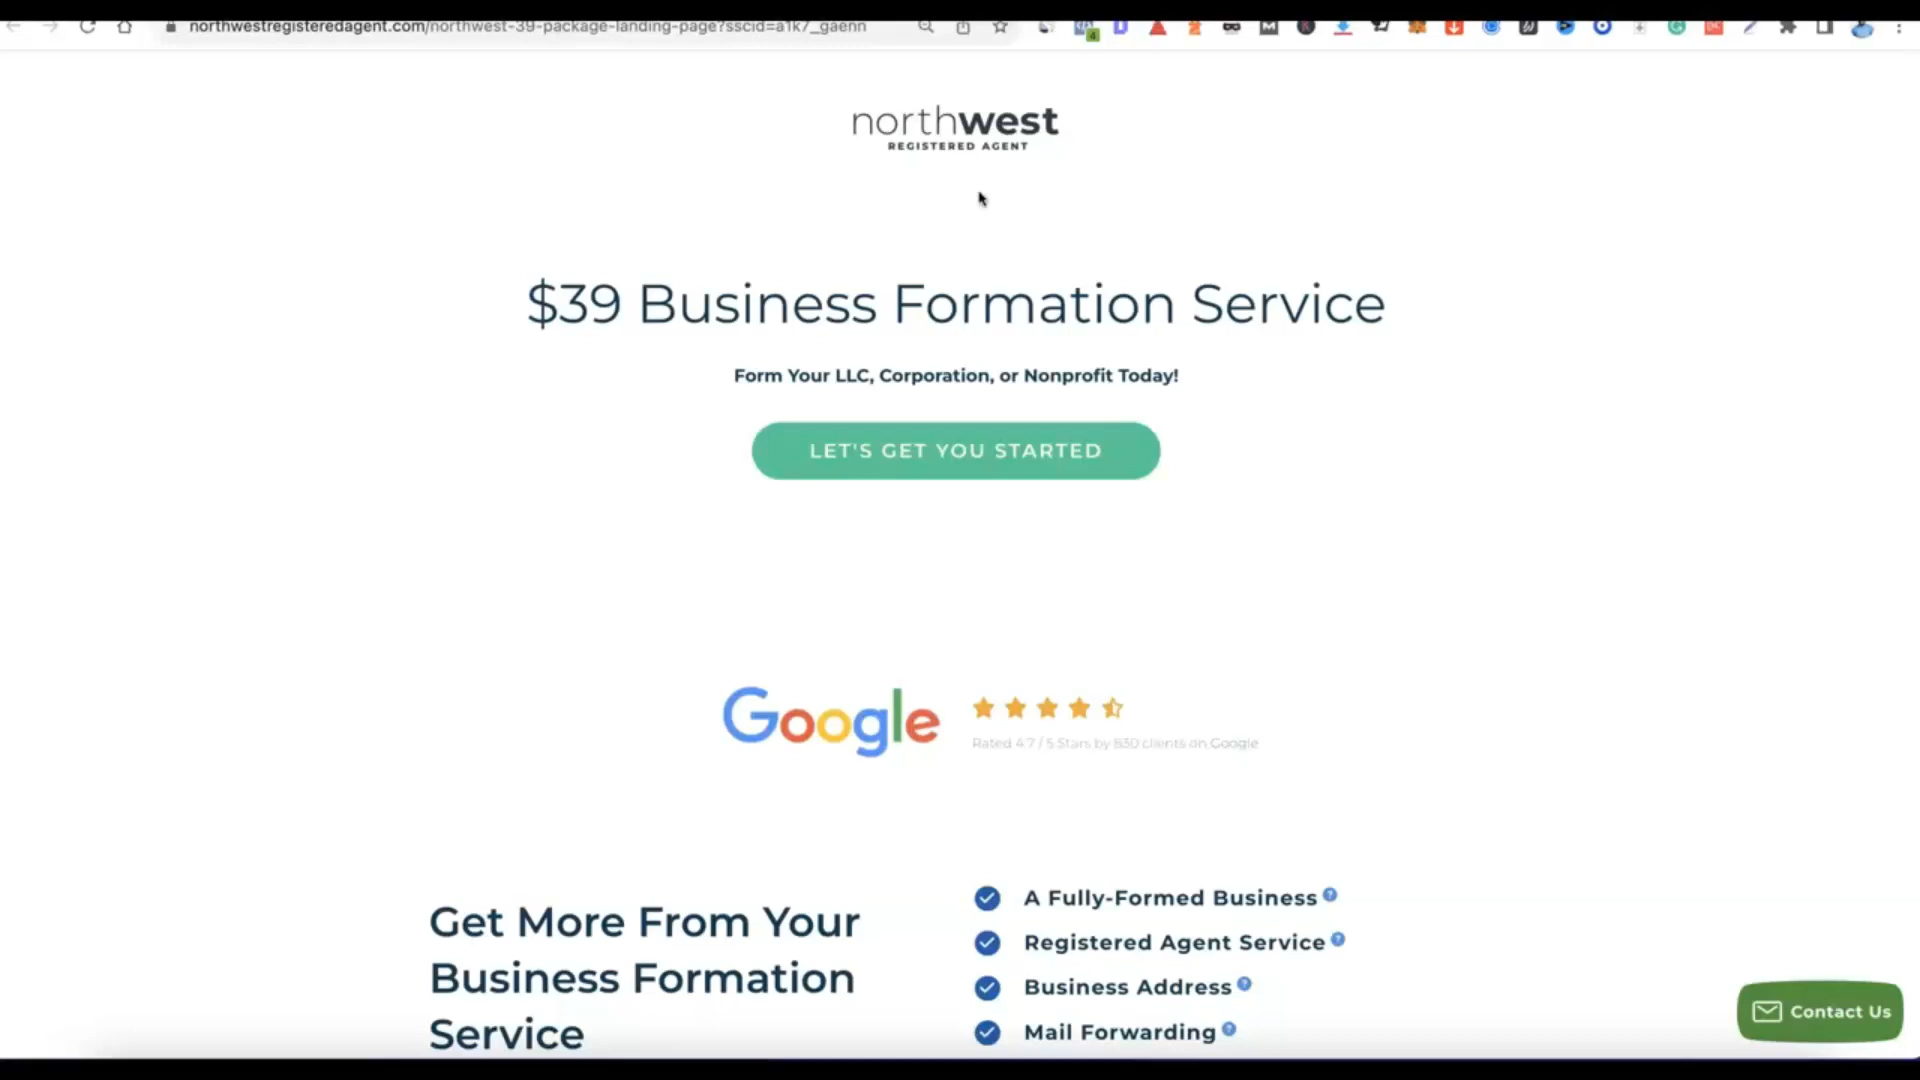 northwestregisteredagent.com/northwest-39-package-landing-page?sscid=a1k7_gaenn
4
northwest
REGISTERED AGENT
$39 Business Formation Service
Form Your LLC, Corporation, or Nonprofit Today!
LET'S GET YOU STARTED
Google
Rated 4.7 / 5 Stars by 830 clients on Google
Get More From Your
Business Formation
Service
A Fully-Formed Business
Registered Agent Service
Business Address
Mail Forwarding
Contact Us